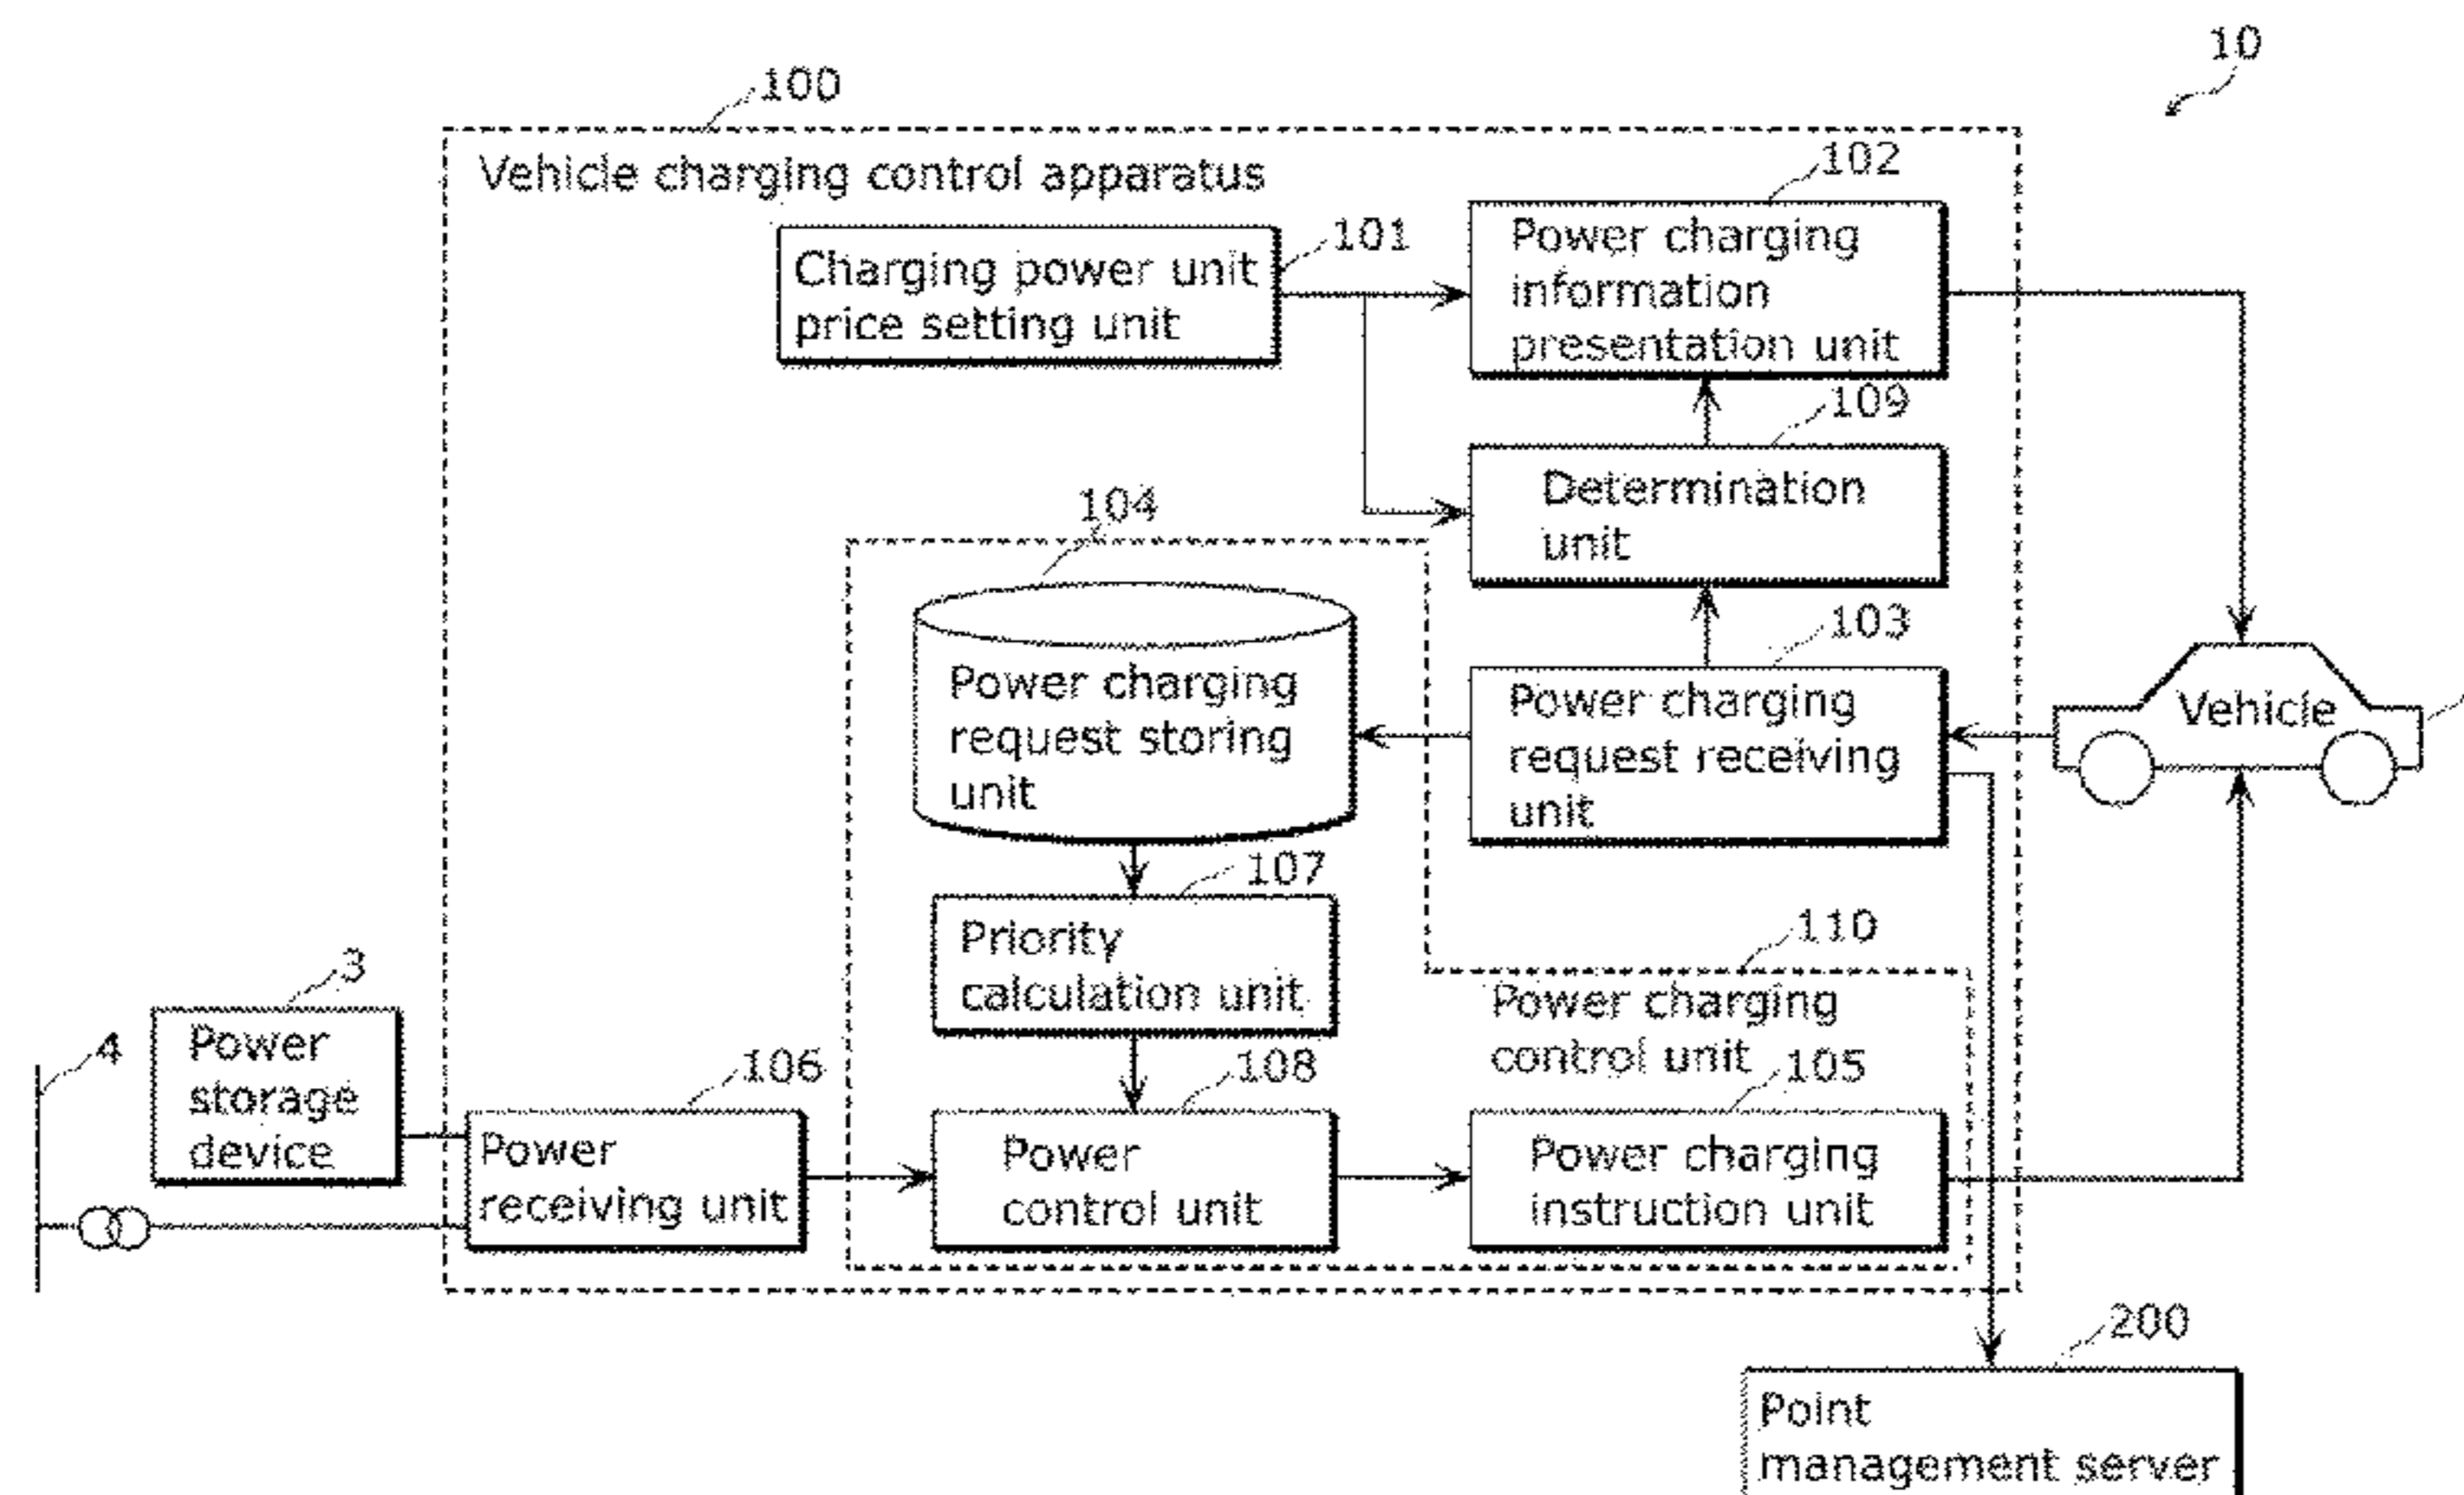 10
100
Vehicle charging control apparatus
102
101
Charging power unit
price setting unit
Power charging
information
presentation unit
109
Determination
unit
104
103
Power charging
request storing
unit
Power charging
request receiving
unit
Vehicle
107
Priority
calculation unit
110
Power charging
control unit
3
4
Power
storage
device
106
108
105
Power
receiving unit
Power
control unit
Power charging
instruction unit
200
Point
management server